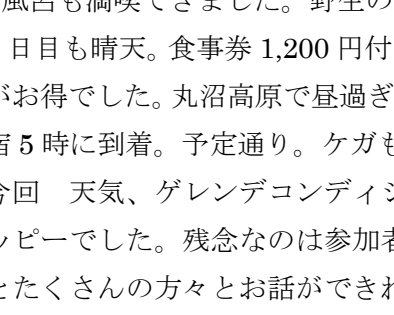 風呂も満喫できました。野生の
日目も晴天。食事券 1,200 円付
がお得でした。丸沼高原で昼過ぎ
宿 5 時に到着。予定通り。ケガも
今回　天気、ゲレンデコンディシ
ッピーでした。残念なのは参加者
とたくさんの方々とお話ができれ